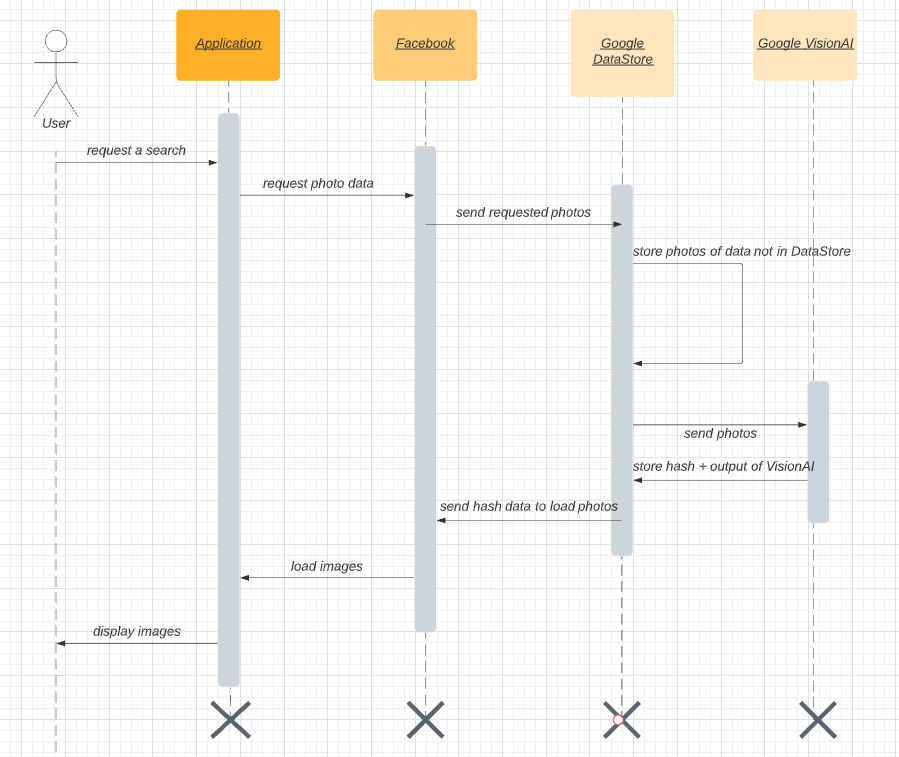 Application
Facebook
Google
DataStore
Google VisionAI
User
request a search
request photo data
send requested photos
store photos of data not in DataStore
send photos
store hash + output of VisionAI
send hash data to load photos
load images
display images